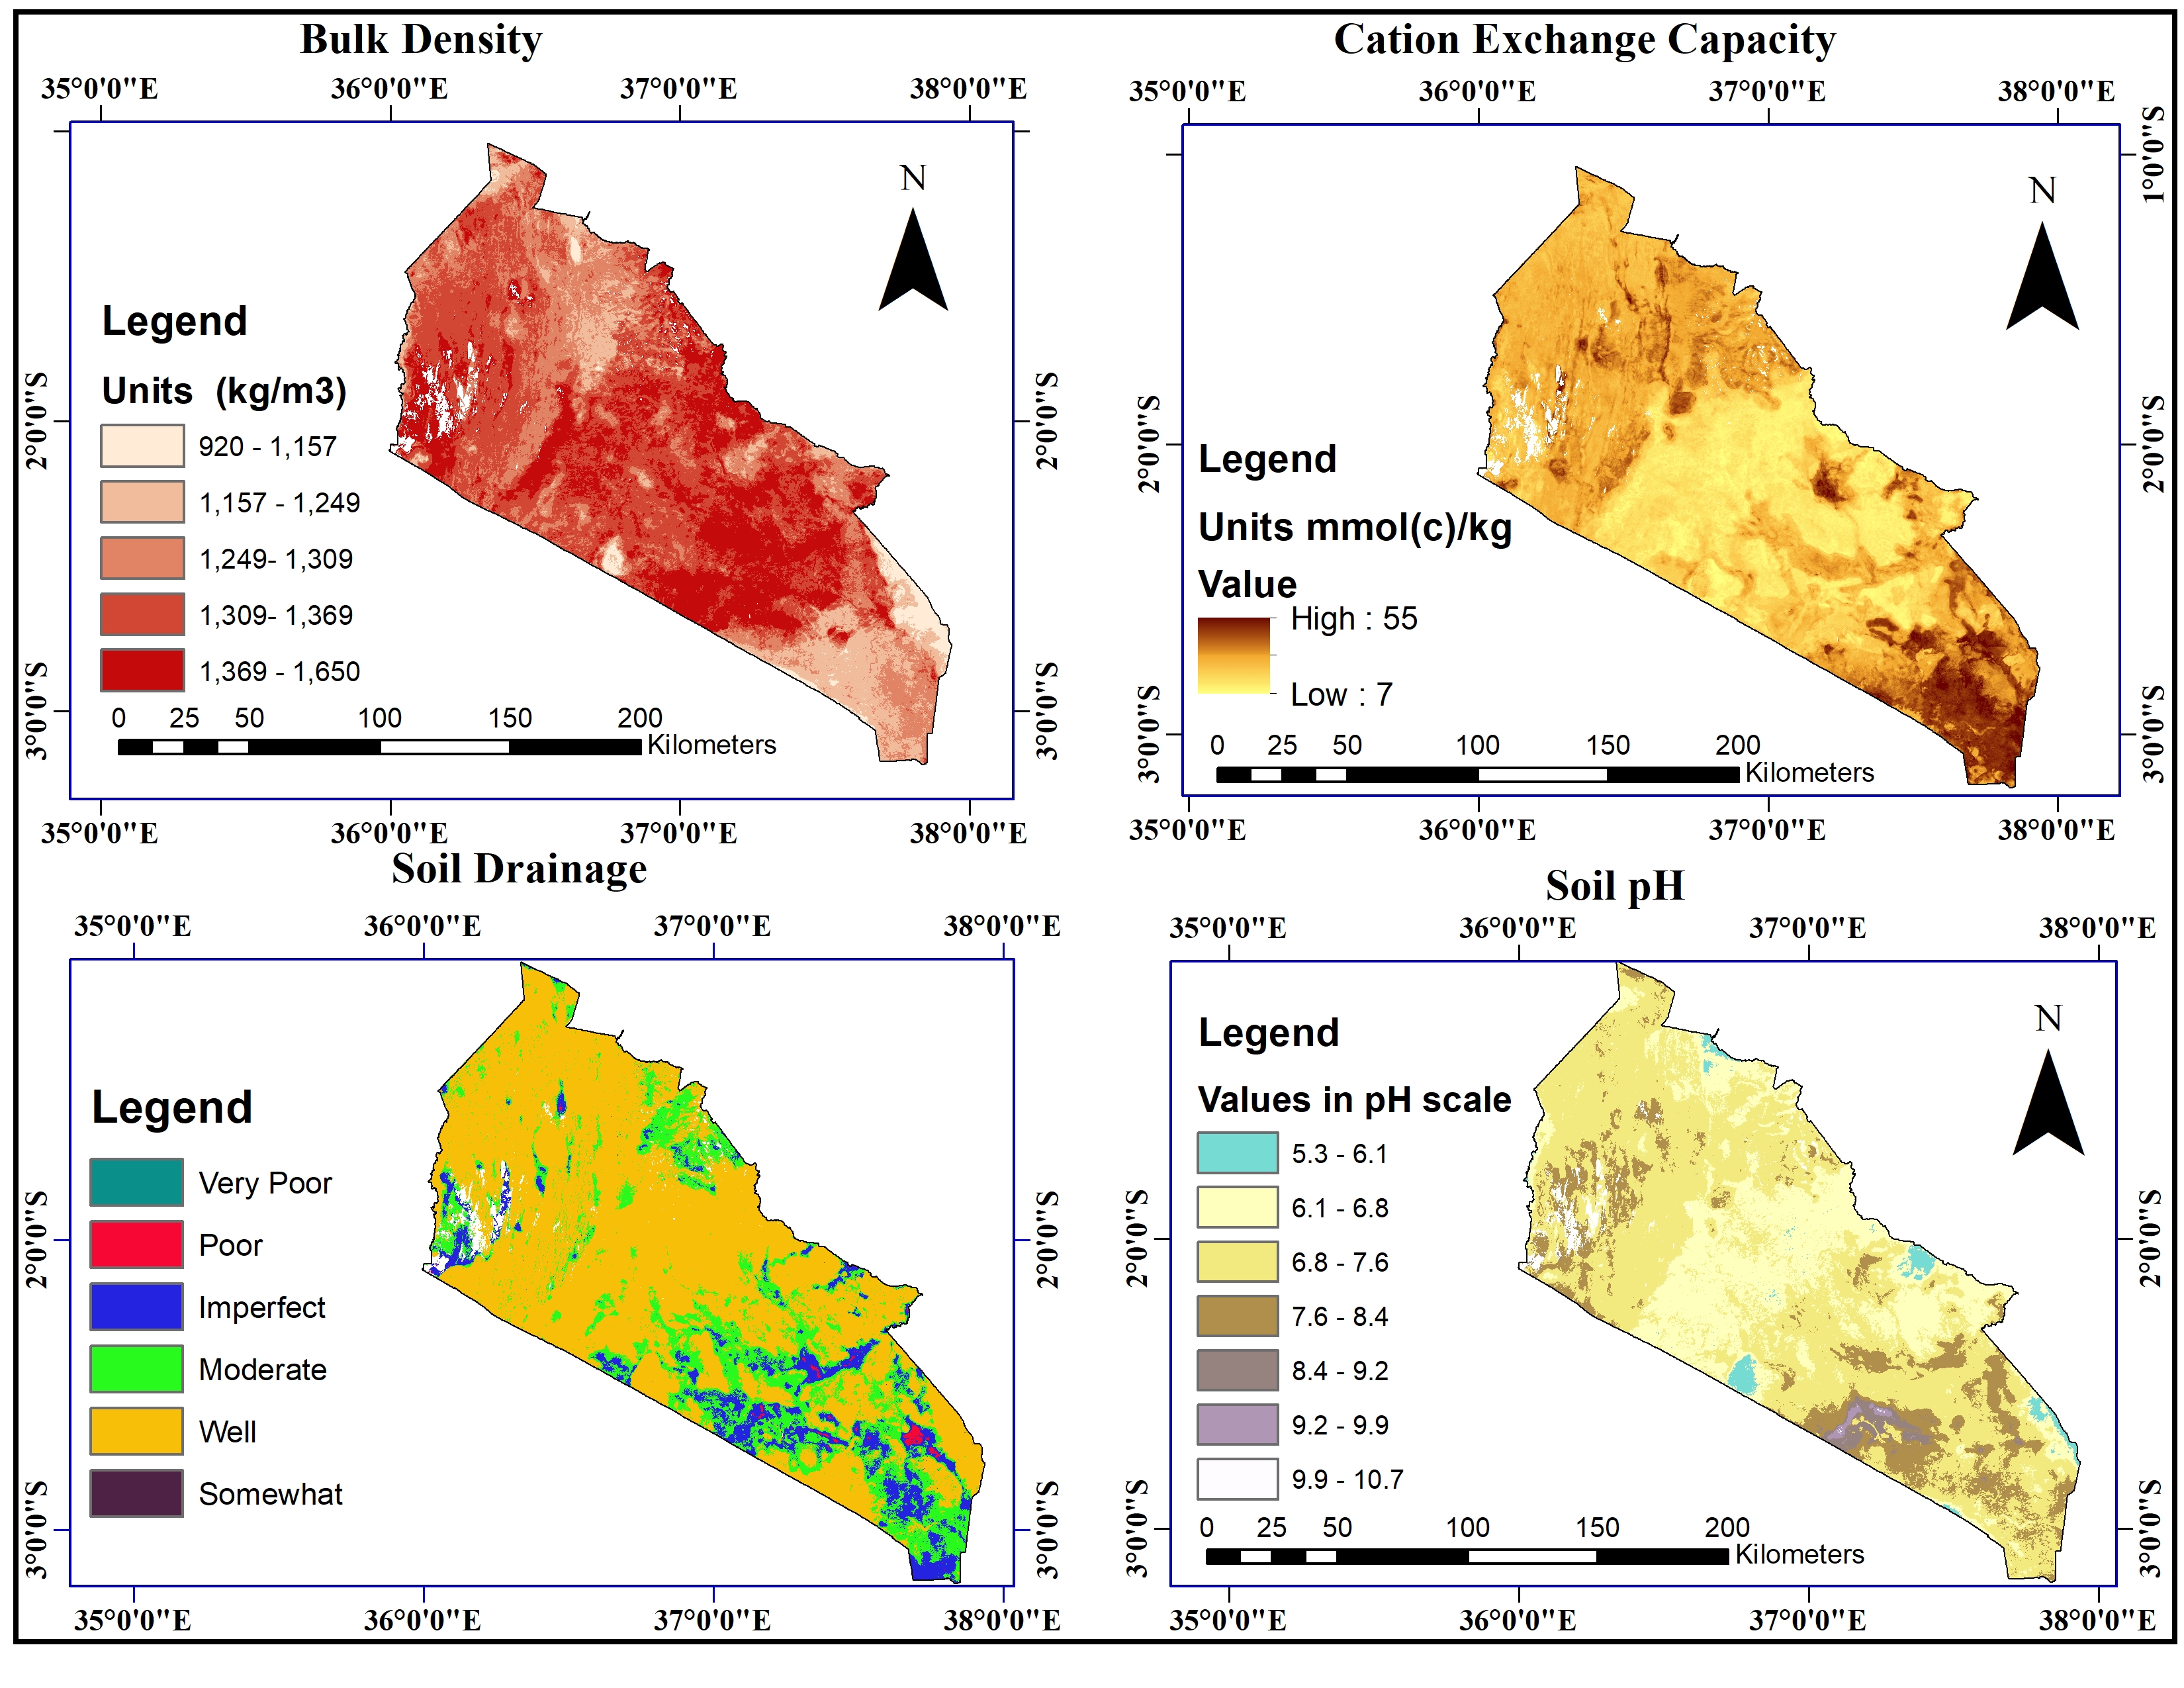 Bulk Density
35°0'0"E 36°0'0"E 37°0'0"E 38°0'0"E
N
Legend
Units (kg/m3)
920 - 1,157
1,157 - 1,249
1,249- 1,309
1,309- 1,369
1,369 - 1,650
0 25 50 100 150 200
Kilometers
2°0'0"S
3°0'0"S
2°0'0"S
3°0'0"S
35°0'0"E 36°0'0"E 37°0'0"E 38°0'0"E
Cation Exchange Capacity
35°0'0"E 36°0'0"E 37°0'0"E 38°0'0"E
N
Legend
Units mmol(c)/kg
Value
High : 55
Low : 7
0 25 50 100 150 200
Kilometers
2°0'0"S
3°0'0"S
1°0'0"S
2°0'0"S
3°0'0"S
35°0'0"E 36°0'0"E 37°0'0"E 38°0'0"E
Soil Drainage
35°0'0"E 36°0'0"E 37°0'0"E 38°0'0"E
Legend
Very Poor
Poor
Imperfect
Moderate
Well
Somewhat
2°0'0"S
3°0'0"S
2°0'0"S
3°0'0"S
35°0'0"E 36°0'0"E 37°0'0"E 38°0'0"E
Soil pH
35°0'0"E 36°0'0"E 37°0'0"E 38°0'0"E
N
Legend
Values in pH scale
5.3 - 6.1
6.1 - 6.8
6.8 - 7.6
7.6 - 8.4
8.4 - 9.2
9.2 - 9.9
9.9 - 10.7
0 25 50 100 150 200
Kilometers
2°0'0"S
3°0'0"S
2°0'0"S
3°0'0"S
35°0'0"E 36°0'0"E 37°0'0"E 38°0'0"E